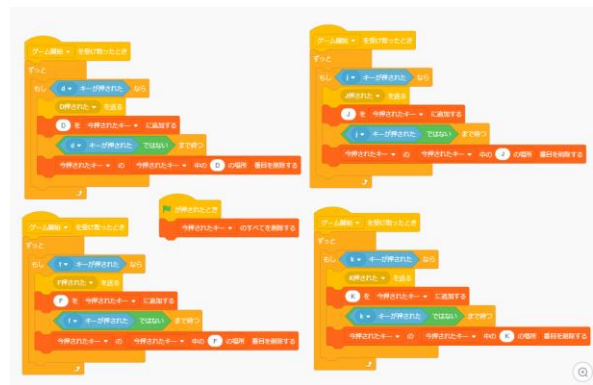 ゲーム開始 を受け取ったとき
ずっと
もし d キーが押された なら
D押された を送る
D を 今押されたキー に追加する
d キーが押された ではない まで待つ
今押されたキー の 今押されたキー 中の D の場所 番目を削除する
ゲーム開始 を受け取ったとき
ずっと
もし j キーが押された なら
J押された を送る
J を 今押されたキー に追加する
j キーが押された ではない まで待つ
今押されたキー の 今押されたキー 中の J の場所 番目を削除する
が押されたとき
今押されたキー のすべてを削除する
ゲーム開始 を受け取ったとき
ずっと
もし f キーが押された なら
F押された を送る
F を 今押されたキー に追加する
f キーが押された ではない まで待つ
今押されたキー の 今押されたキー 中の F の場所 番目を削除する
ゲーム開始 を受け取ったとき
ずっと
もし k キーが押された なら
K押された を送る
K を 今押されたキー に追加する
k キーが押された ではない まで待つ
今押されたキー の 今押されたキー 中の K の場所 番目を削除する